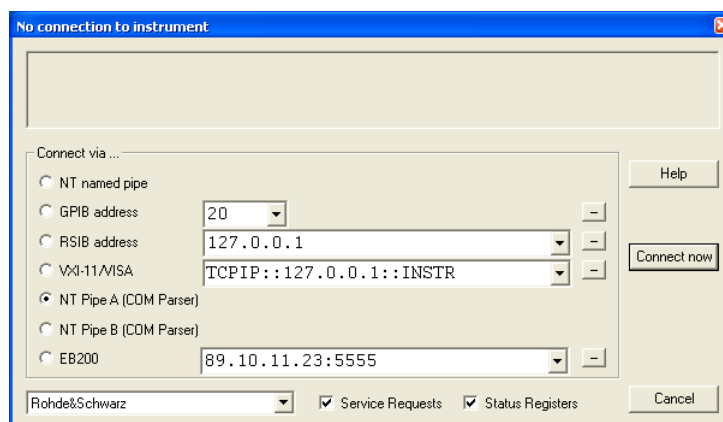 No connection to instrument
Connect via ...
NT named pipe
Help
GPIB address 20
RSIB address 127.0.0.1
Connect now
VXI-11/VISA TCPIP::127.0.0.1::INSTR
NT Pipe A (COM Parser)
NT Pipe B (COM Parser)
EB200 89.10.11.23:5555
Rohde&Schwarz Service Requests Status Registers Cancel